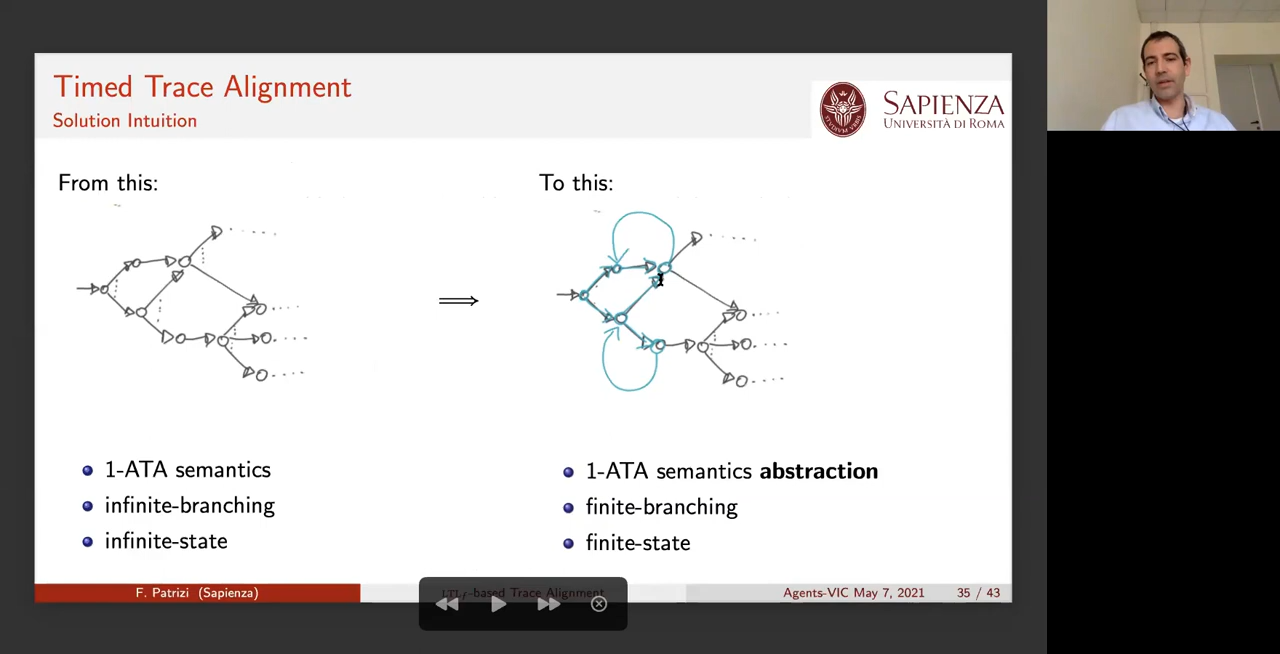 Timed Trace Alignment
Solution Intuition
SAPIENZA
UNIVERSITÀ DI ROMA
From this:
To this:
1-ATA semantics
infinite-branching
infinite-state
1-ATA semantics abstraction
finite-branching
finite-state
F. Patrizi (Sapienza)
LTLf-based Trace Alignment
Agents-VIC May 7, 2021
35 / 43